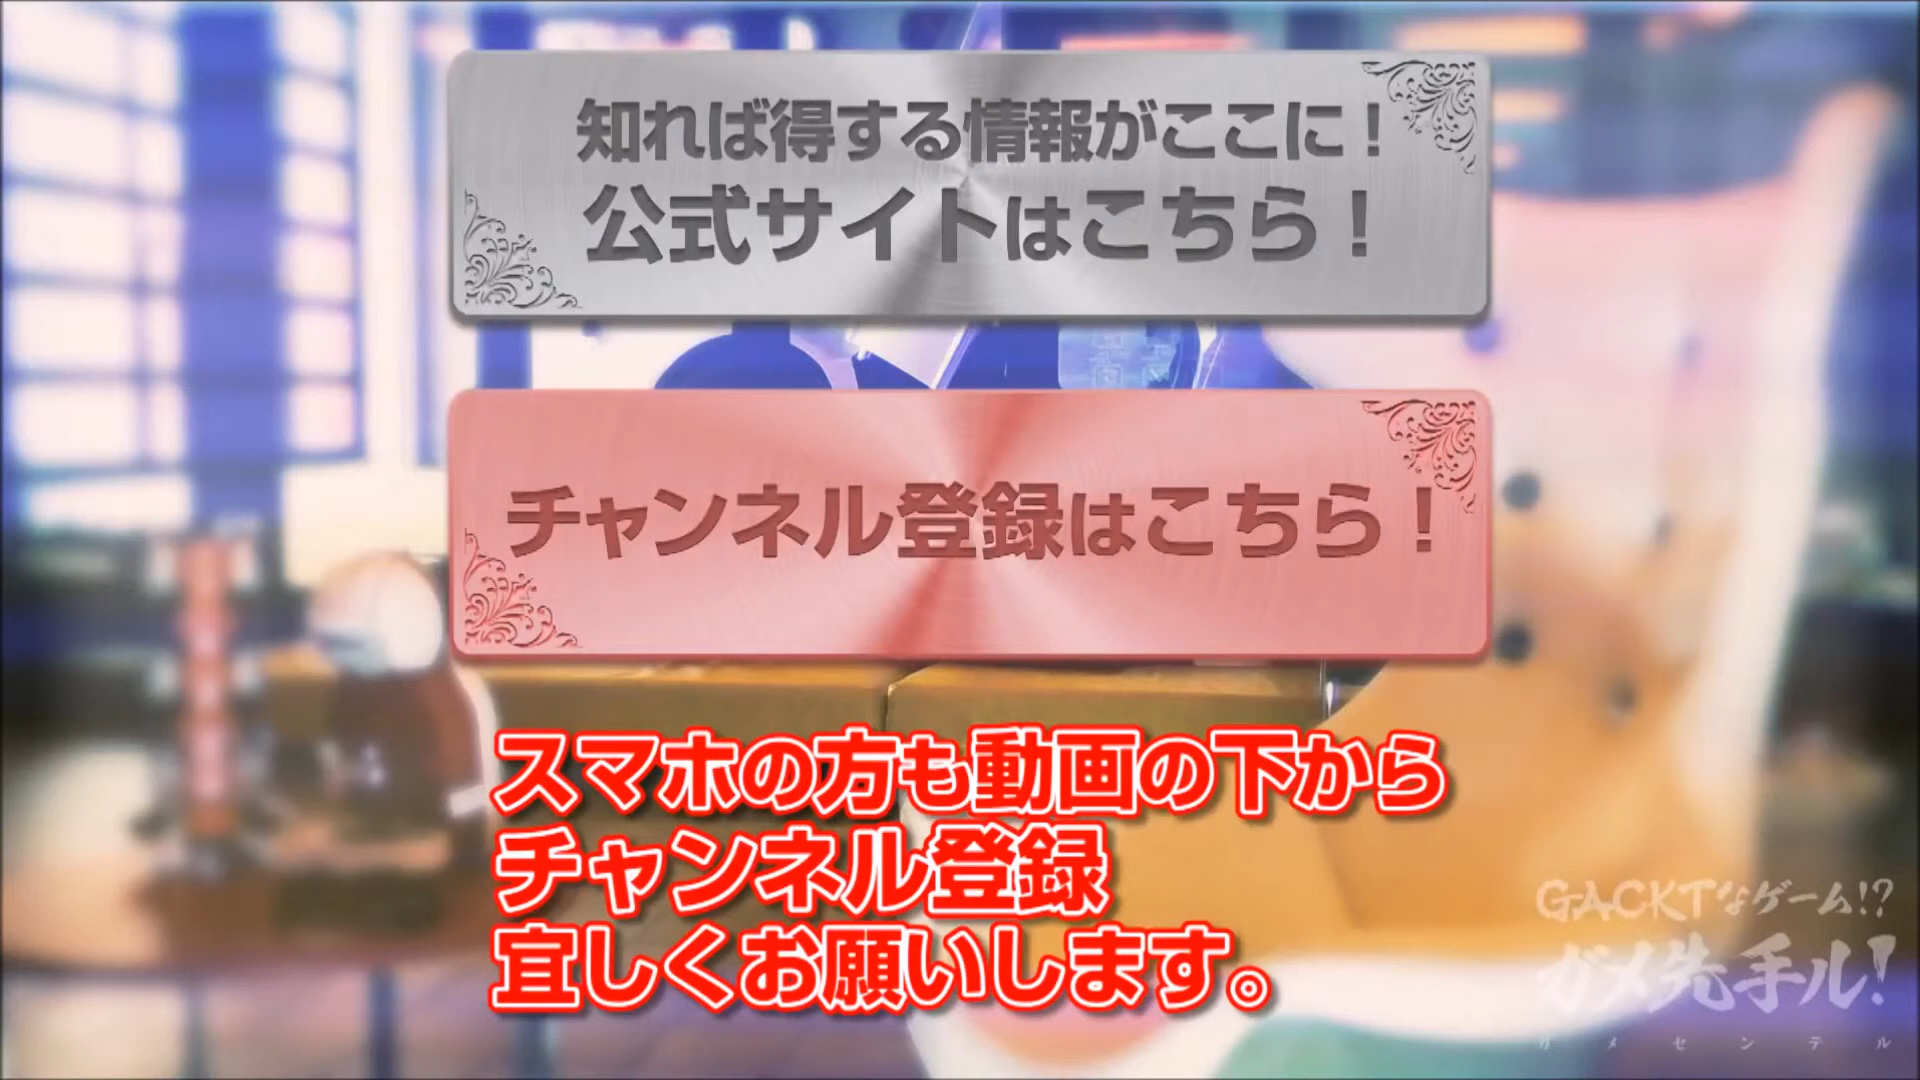 知れば得する情報がここに！
公式サイトはこちら！
チャンネル登録はこちら！
スマホの方も動画の下から
チャンネル登録
宜しくお願いします。
GACKTなゲーム!?
ガメ先手ル!
ガメセンテル